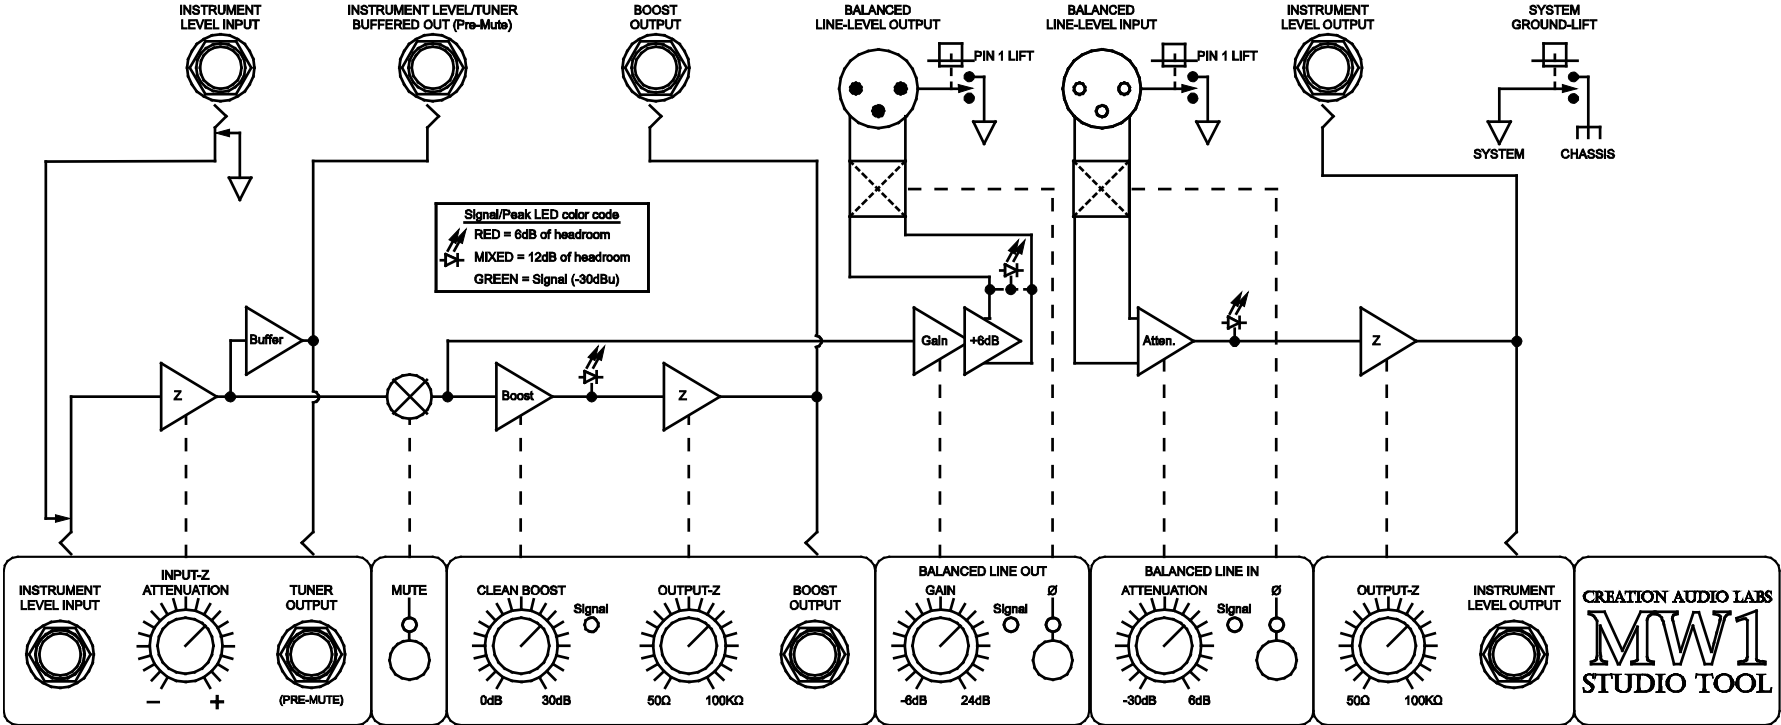 INSTRUMENT
LEVEL INPUT
INSTRUMENT LEVEL/TUNER
BUFFERED OUT (Pre-Mute)
BOOST
OUTPUT
BALANCED
LINE-LEVEL OUTPUT
PIN 1 LIFT
BALANCED
LINE-LEVEL INPUT
PIN 1 LIFT
INSTRUMENT
LEVEL OUTPUT
SYSTEM
GROUND-LIFT
SYSTEM
CHASSIS
Signal/Peak LED color code
RED = 6dB of headroom
MIXED = 12dB of headroom
GREEN = Signal (-30dBu)
Buffer
Z
Boost
Z
Gain
+6dB
Atten.
Z
INSTRUMENT
LEVEL INPUT
INPUT-Z
ATTENUATION
− +
TUNER
OUTPUT
(PRE-MUTE)
MUTE
CLEAN BOOST
0dB 30dB
Signal
OUTPUT-Z
50Ω 100KΩ
BOOST
OUTPUT
BALANCED LINE OUT
GAIN
-6dB 24dB
Signal
Ø
BALANCED LINE IN
ATTENUATION
-30dB 6dB
Signal
Ø
OUTPUT-Z
50Ω 100KΩ
INSTRUMENT
LEVEL OUTPUT
CREATION AUDIO LABS
MW1
STUDIO TOOL